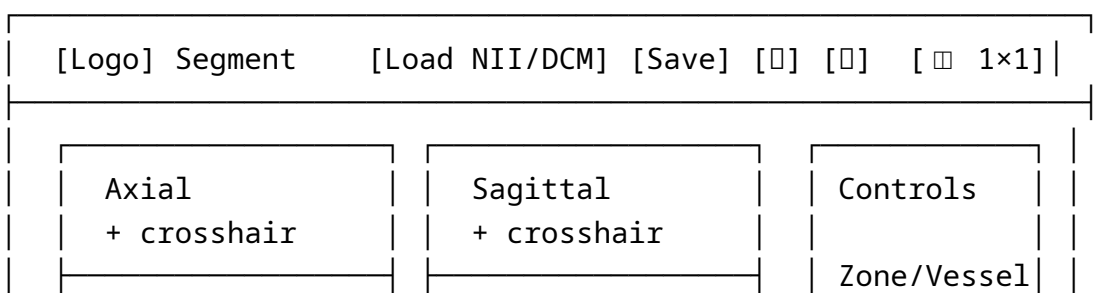 [Logo] Segment [Load NII/DCM] [Save] [▯] [▯] [▯▯ 1×1]
Axial Sagittal Controls
+ crosshair + crosshair
Zone/Vessel